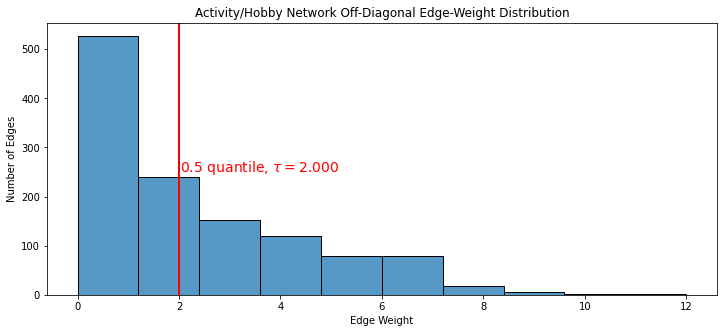 Activity/Hobby Network Off-Diagonal Edge-Weight Distribution
Number of Edges
500
400
300
200
100
0
0.5 quantile, τ = 2.000
0 2 4 6 8 10 12
Edge Weight